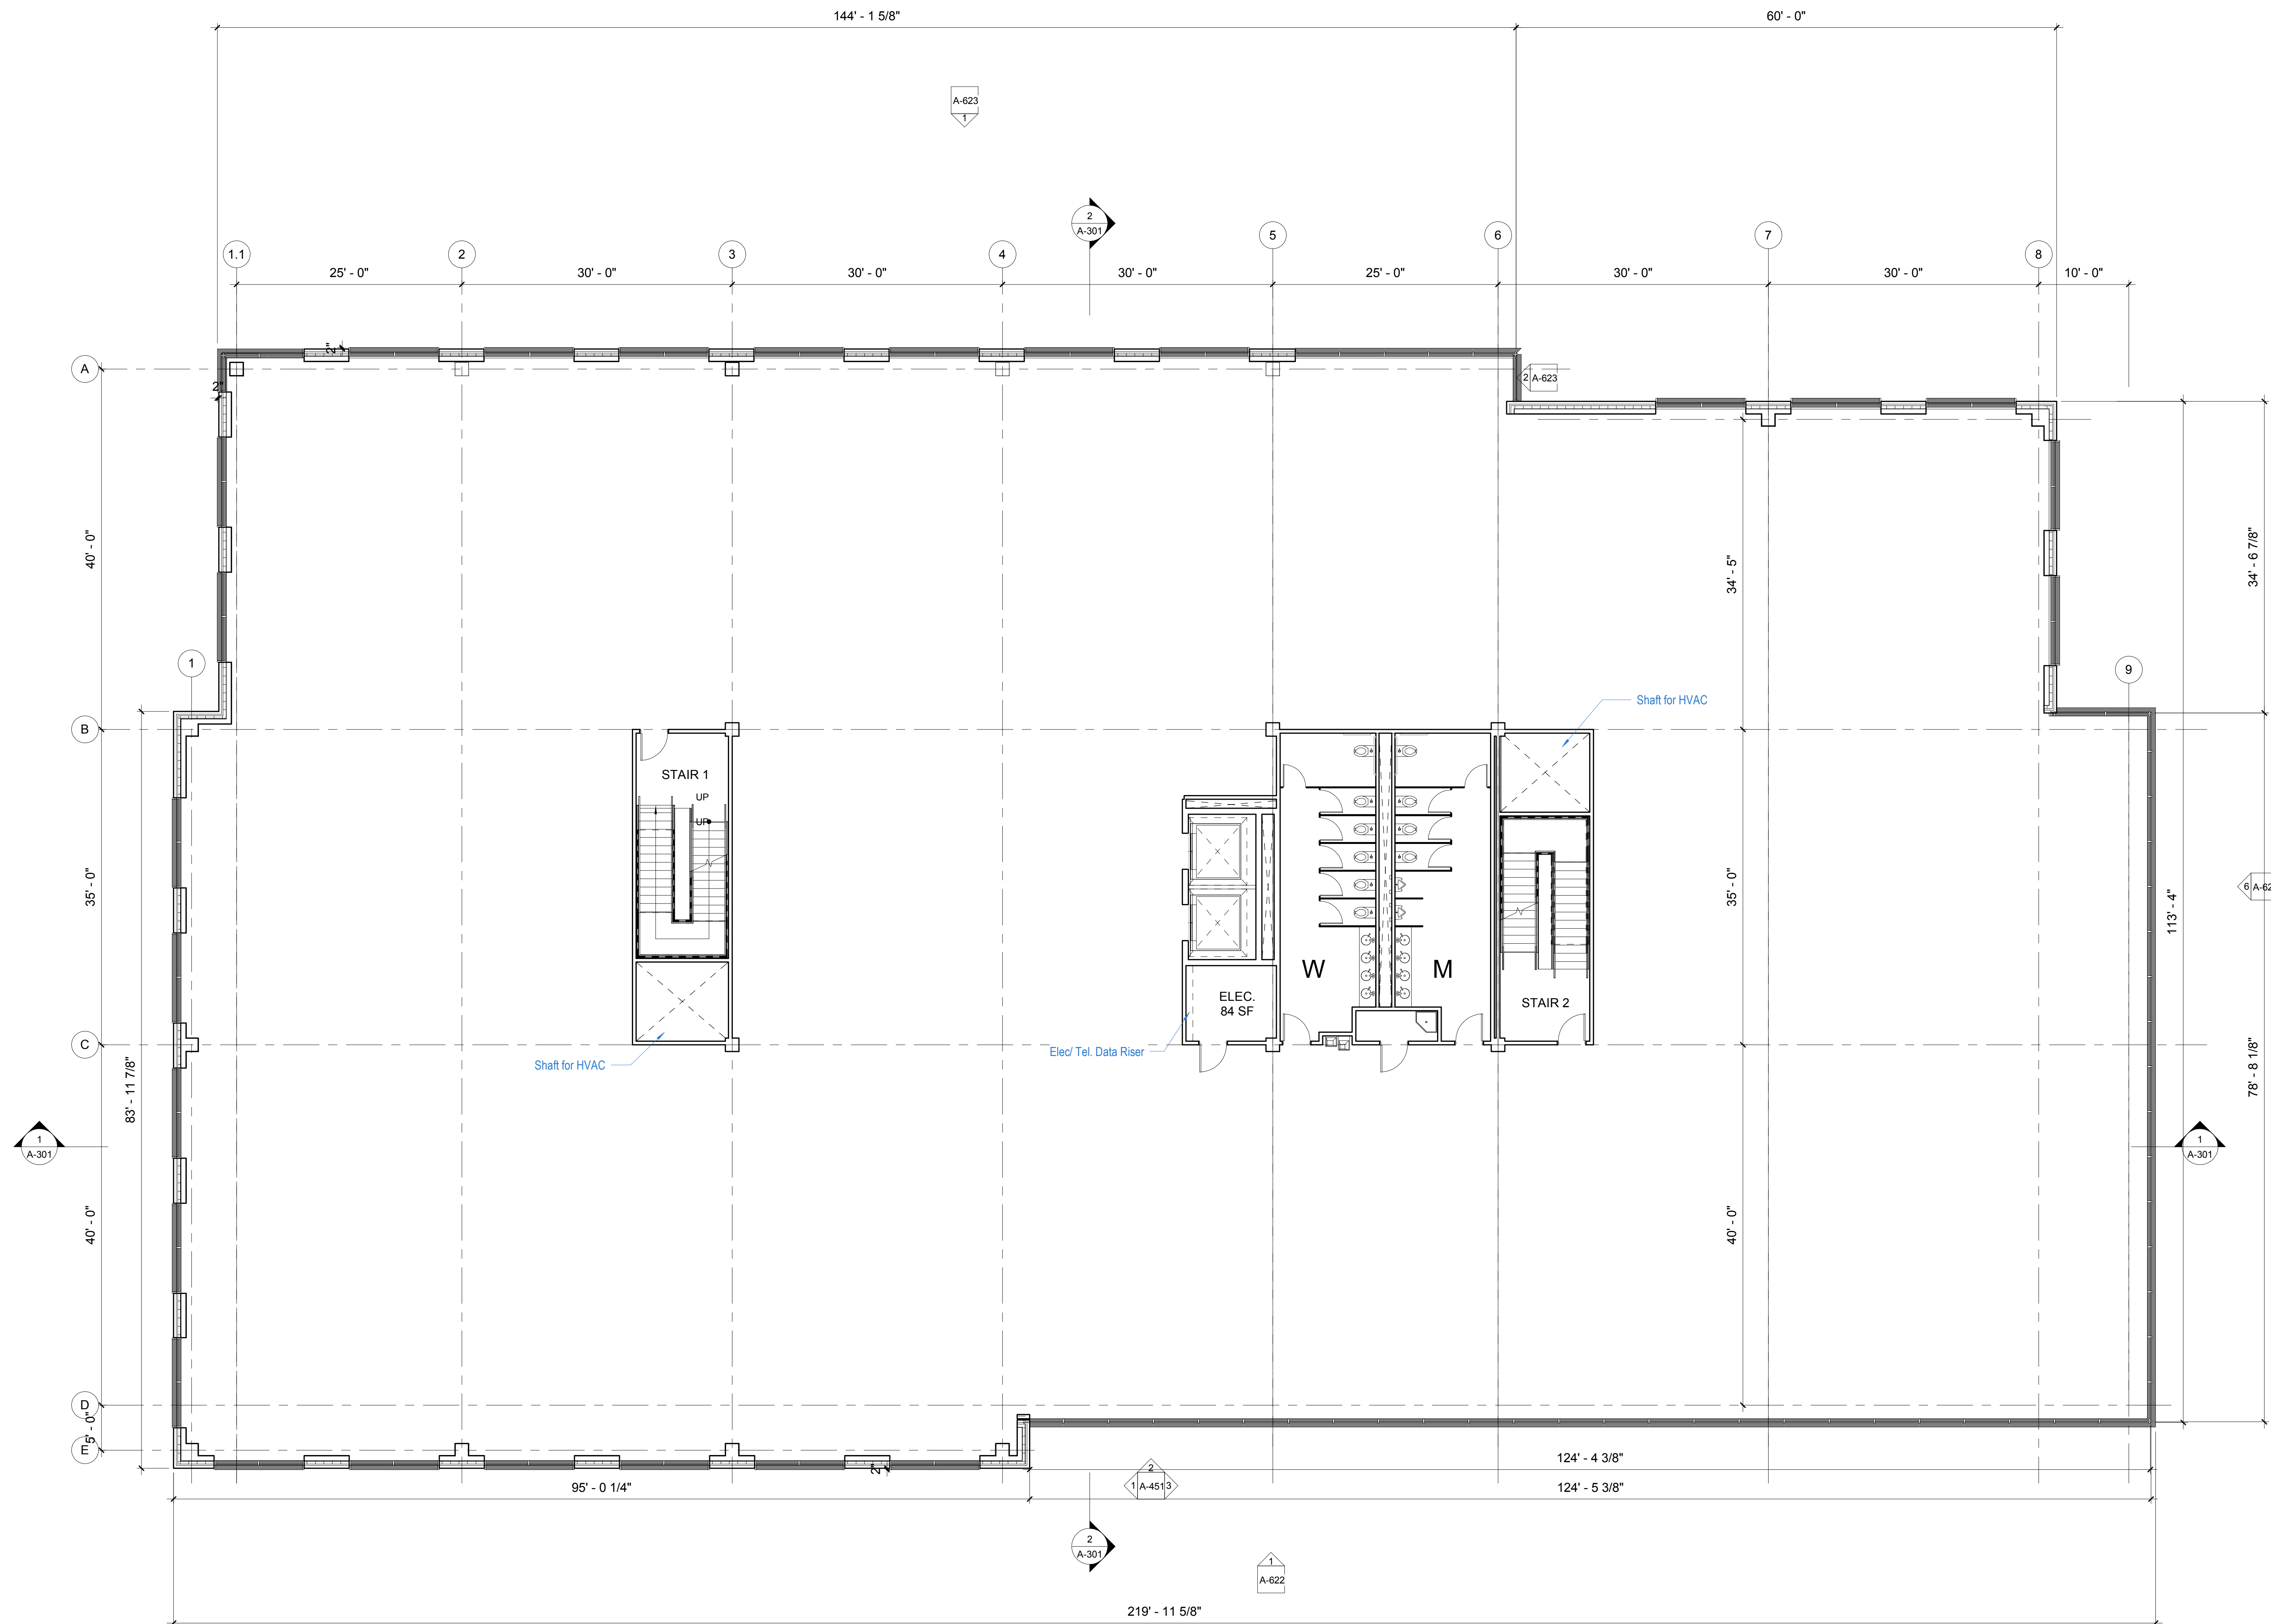 144' - 1 5/8"
60' - 0"
A-623
1
2
A-301
1.1
2
3
4
5
6
7
8
25' - 0"
30' - 0"
30' - 0"
30' - 0"
25' - 0"
30' - 0"
30' - 0"
10' - 0"
2"
A
2"
2
A-623
40' - 0"
34' - 5"
34' - 6 7/8"
1
9
Shaft for HVAC
B
STAIR 1
UP
UP
35' - 0"
35' - 0"
113' - 4"
6
W
M
ELEC.
84 SF
STAIR 2
C
Elec/ Tel. Data Riser
Shaft for HVAC
83' - 11 7/8"
78' - 8 1/8"
1
A-301
1
A-301
40' - 0"
40' - 0"
D
5' - 0"
E
2"
124' - 4 3/8"
95' - 0 1/4"
2
1
A-451
3
124' - 5 3/8"
2
A-301
1
A-622
219' - 11 5/8"